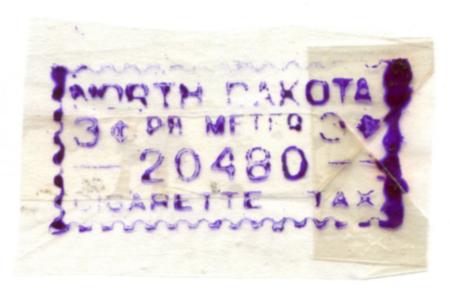 NORTH DAKOTA
3¢ PB METER 3¢
20480
CIGARETTE TAX